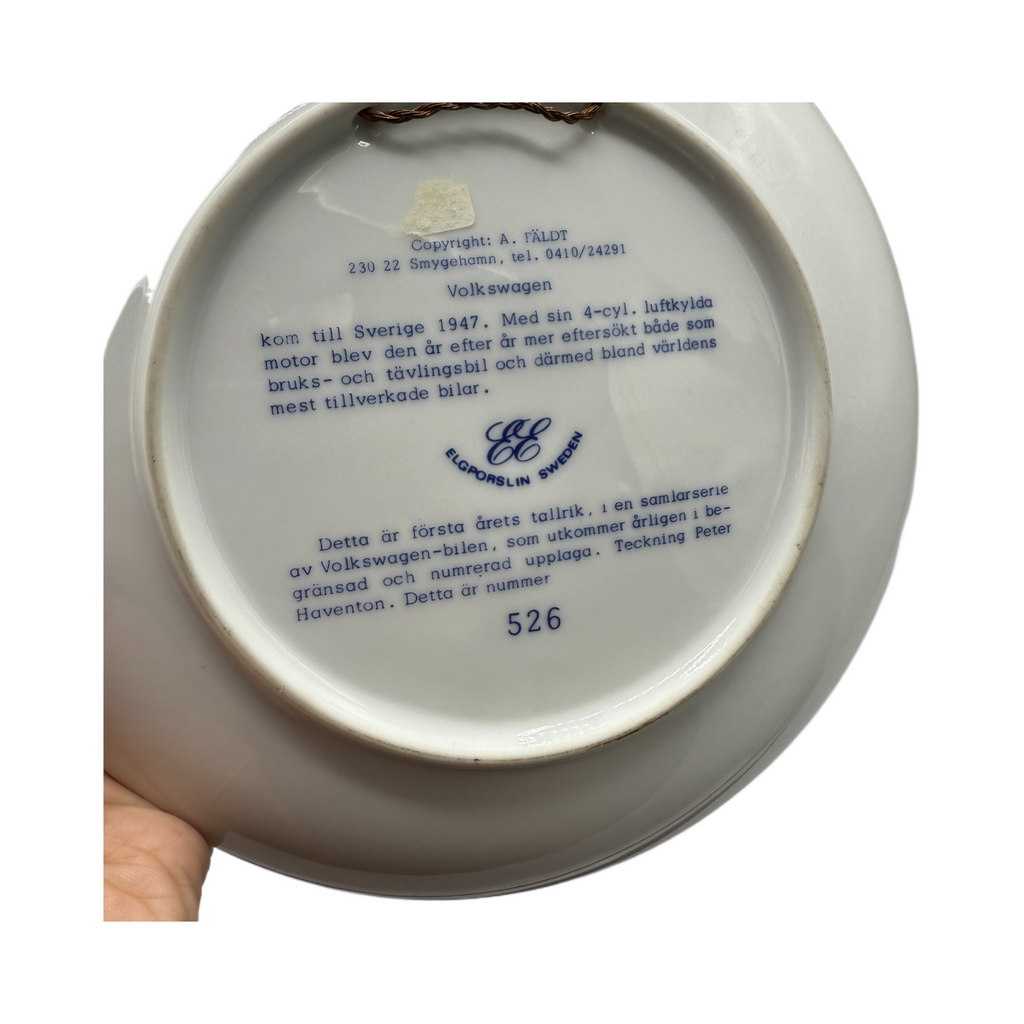 Copyright: A. FÄLDT
230 22 Smygehamn, tel. 0410/24291
Volkswagen
kom till Sverige 1947. Med sin 4-cyl. luftkylda
motor blev den år efter år mer eftersökt både som
bruks- och tävlingsbil och därmed bland världens
mest tillverkade bilar.
EE
ELGPORSLIN SWEDEN
Detta är första årets tallrik, i en samlarserie
av Volkswagen-bilen, som utkommer årligen i be-
gränsad och numrerad upplaga. Teckning Peter
Haventon. Detta är nummer
526